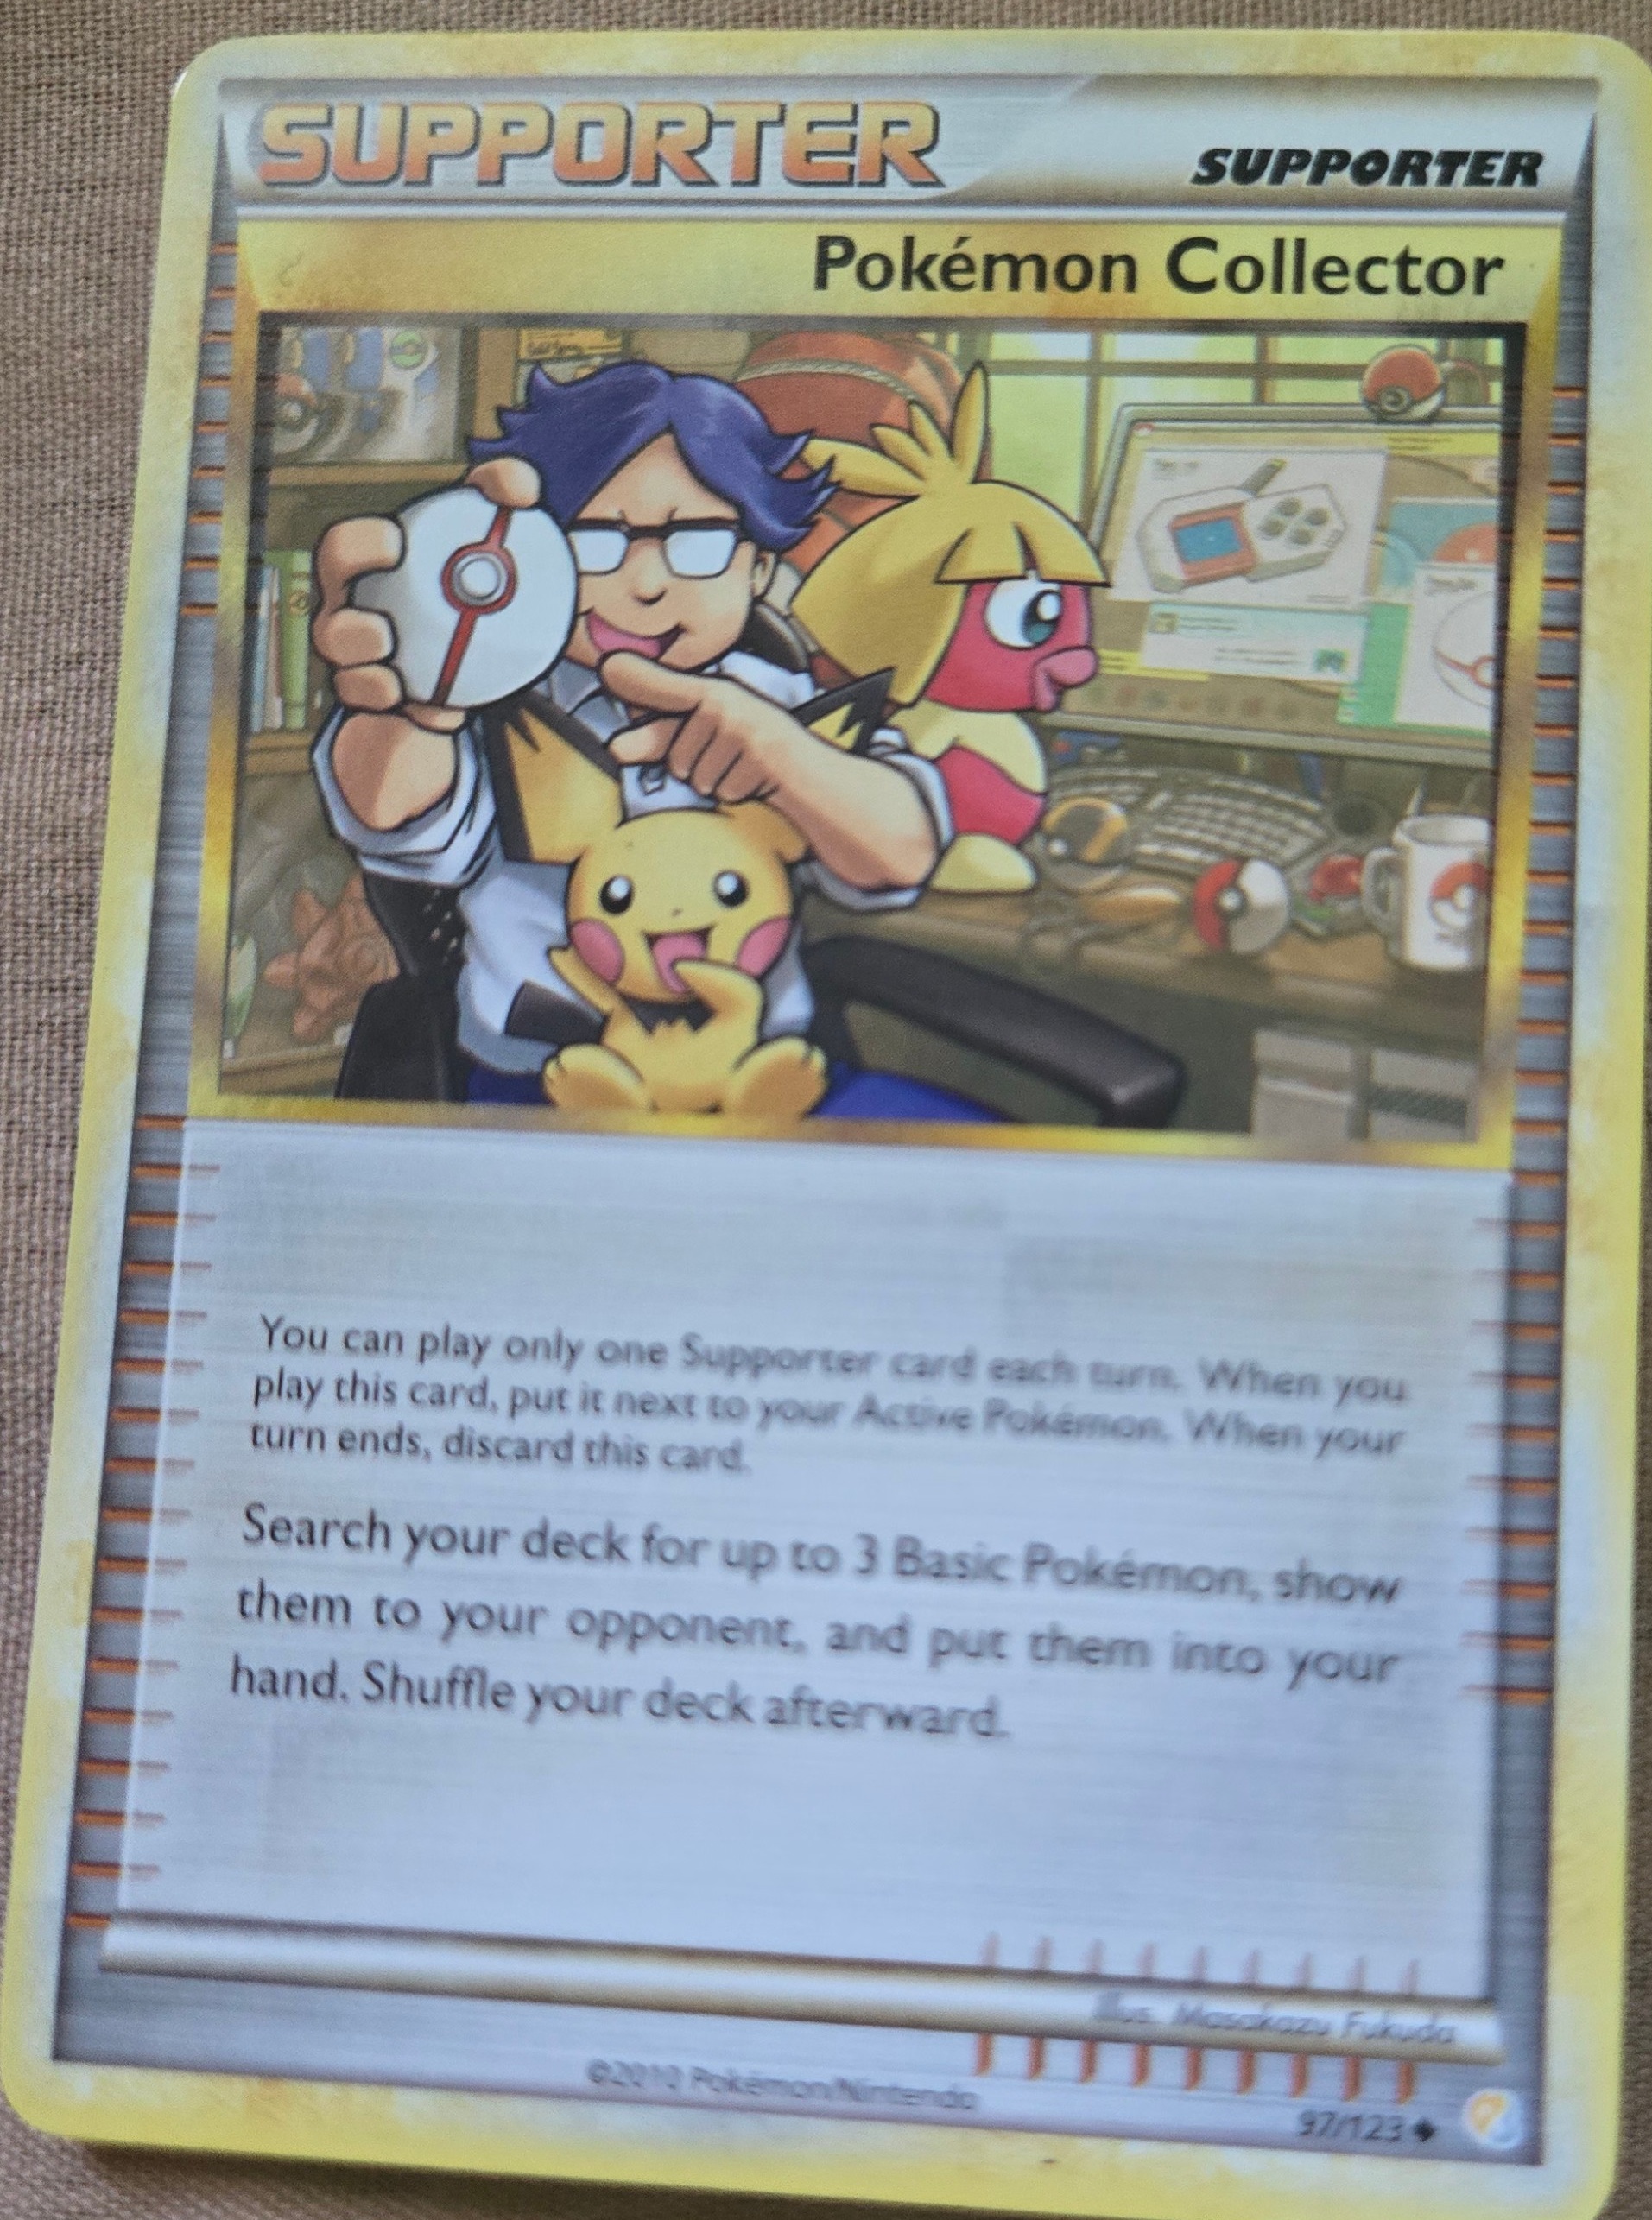 SUPPORTER
SUPPORTER
Pokémon Collector
You can play only one Supporter card each turn. When you
play this card, put it next to your Active Pokémon. When your
turn ends, discard this card.
Search your deck for up to 3 Basic Pokémon, show
them to your opponent, and put them into your
hand. Shuffle your deck afterward.
Illus. Masakazu Fukuda
©2010 Pokémon/Nintendo
97/123